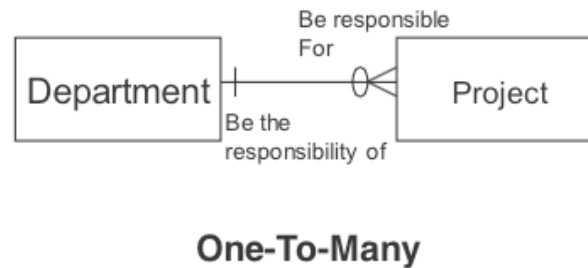 Be responsible
For
Department
Project
Be the
responsibility of
One-To-Many